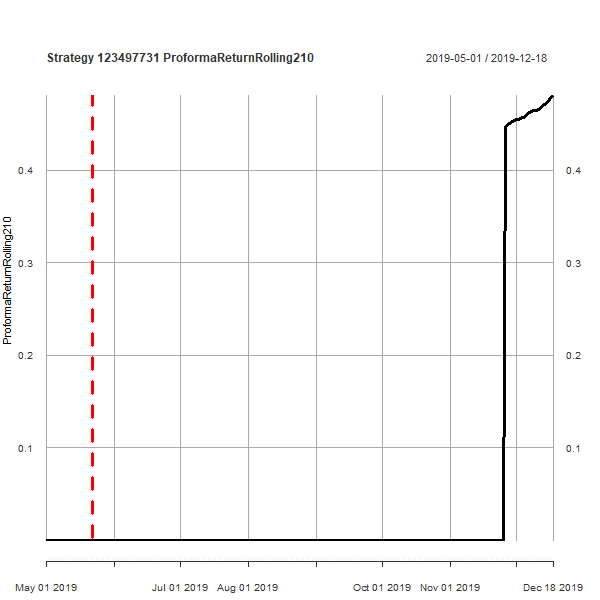 Strategy 123497731 ProformaReturnRolling210
2019-05-01 / 2019-12-18
ProformaReturnRolling210
0.4
0.4
0.3
0.3
0.2
0.2
0.1
0.1
May 01 2019
Jul 01 2019
Aug 01 2019
Oct 01 2019
Nov 01 2019
Dec 18 2019